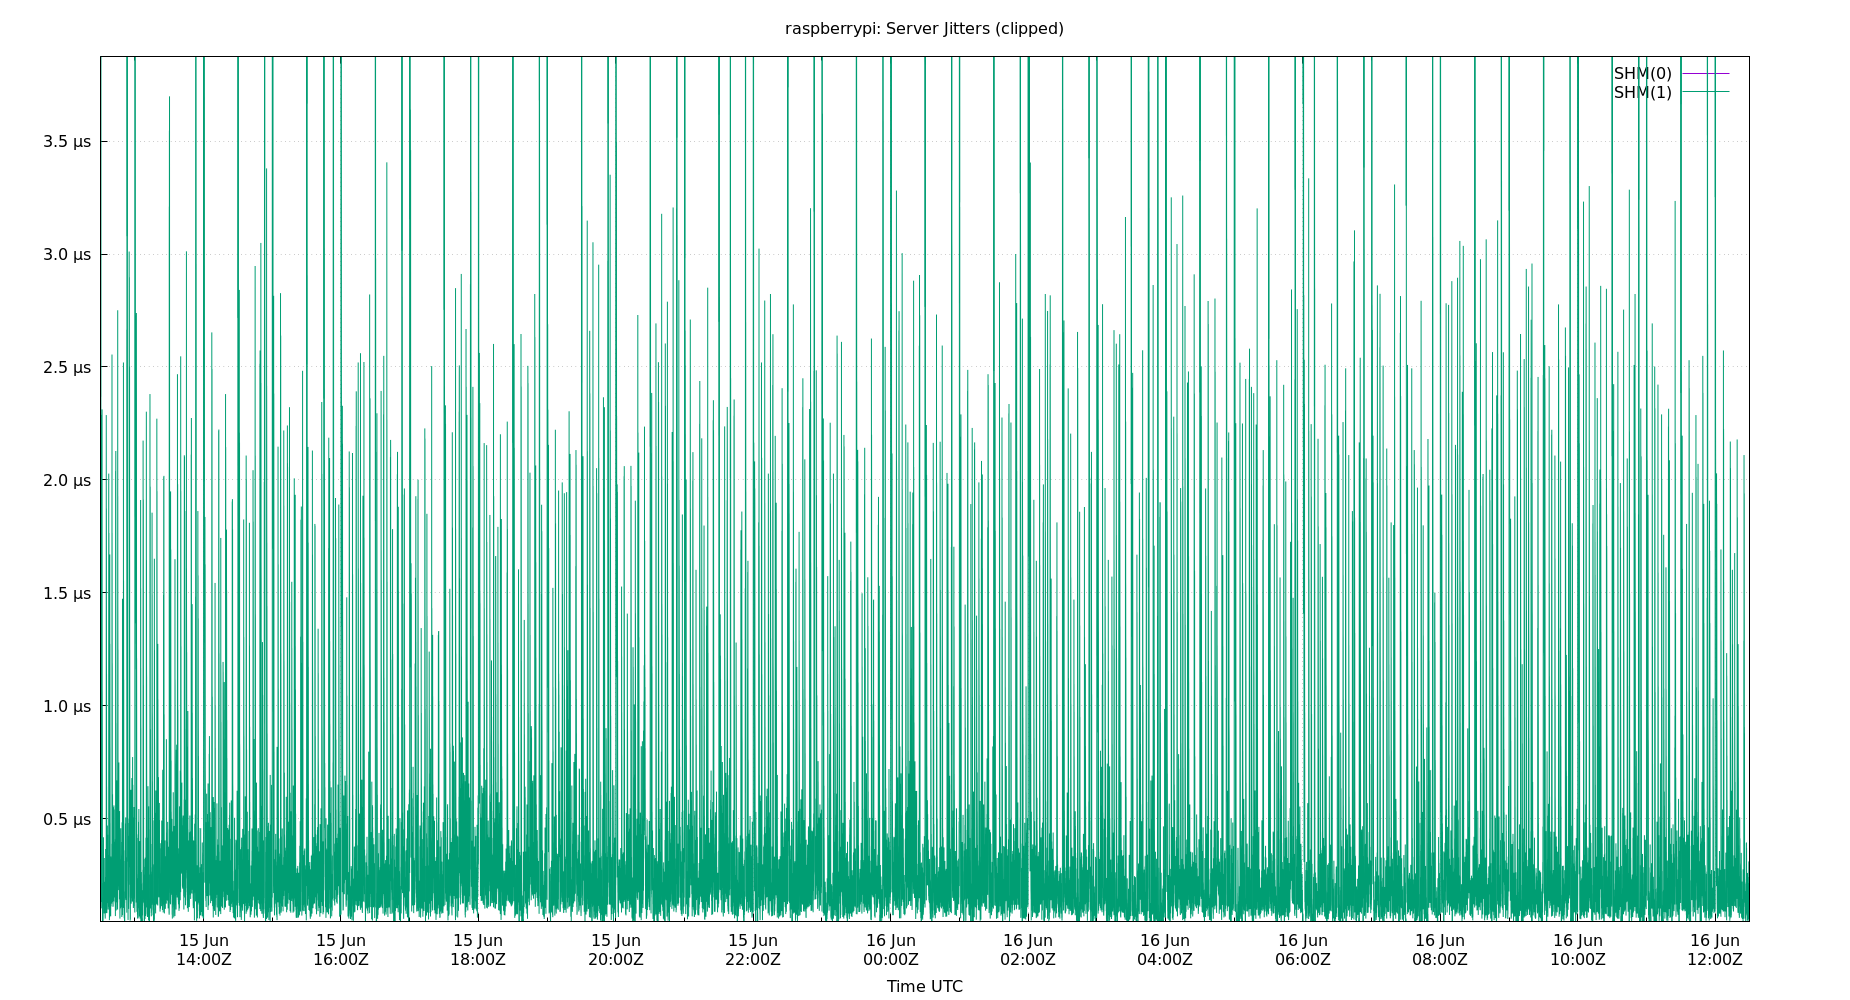 raspberrypi: Server Jitters (clipped)
SHM(0)
SHM(1)
3.5 µs
3.0 µs
2.5 µs
2.0 µs
1.5 µs
1.0 µs
0.5 µs
15 Jun 15 Jun 15 Jun 15 Jun 15 Jun 16 Jun 16 Jun 16 Jun 16 Jun 16 Jun 16 Jun 16 Jun
14:00Z 16:00Z 18:00Z 20:00Z 22:00Z 00:00Z 02:00Z 04:00Z 06:00Z 08:00Z 10:00Z 12:00Z
Time UTC